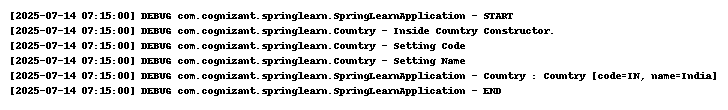 [2025-07-14 07:15:00] DEBUG com.cognizant.springlearn.SpringLearnApplication - START
[2025-07-14 07:15:00] DEBUG com.cognizant.springlearn.Country - Inside Country Constructor.
[2025-07-14 07:15:00] DEBUG com.cognizant.springlearn.Country - Setting Code
[2025-07-14 07:15:00] DEBUG com.cognizant.springlearn.Country - Setting Name
[2025-07-14 07:15:00] DEBUG com.cognizant.springlearn.SpringLearnApplication - Country : Country [code=IN, name=India]
[2025-07-14 07:15:00] DEBUG com.cognizant.springlearn.SpringLearnApplication - END